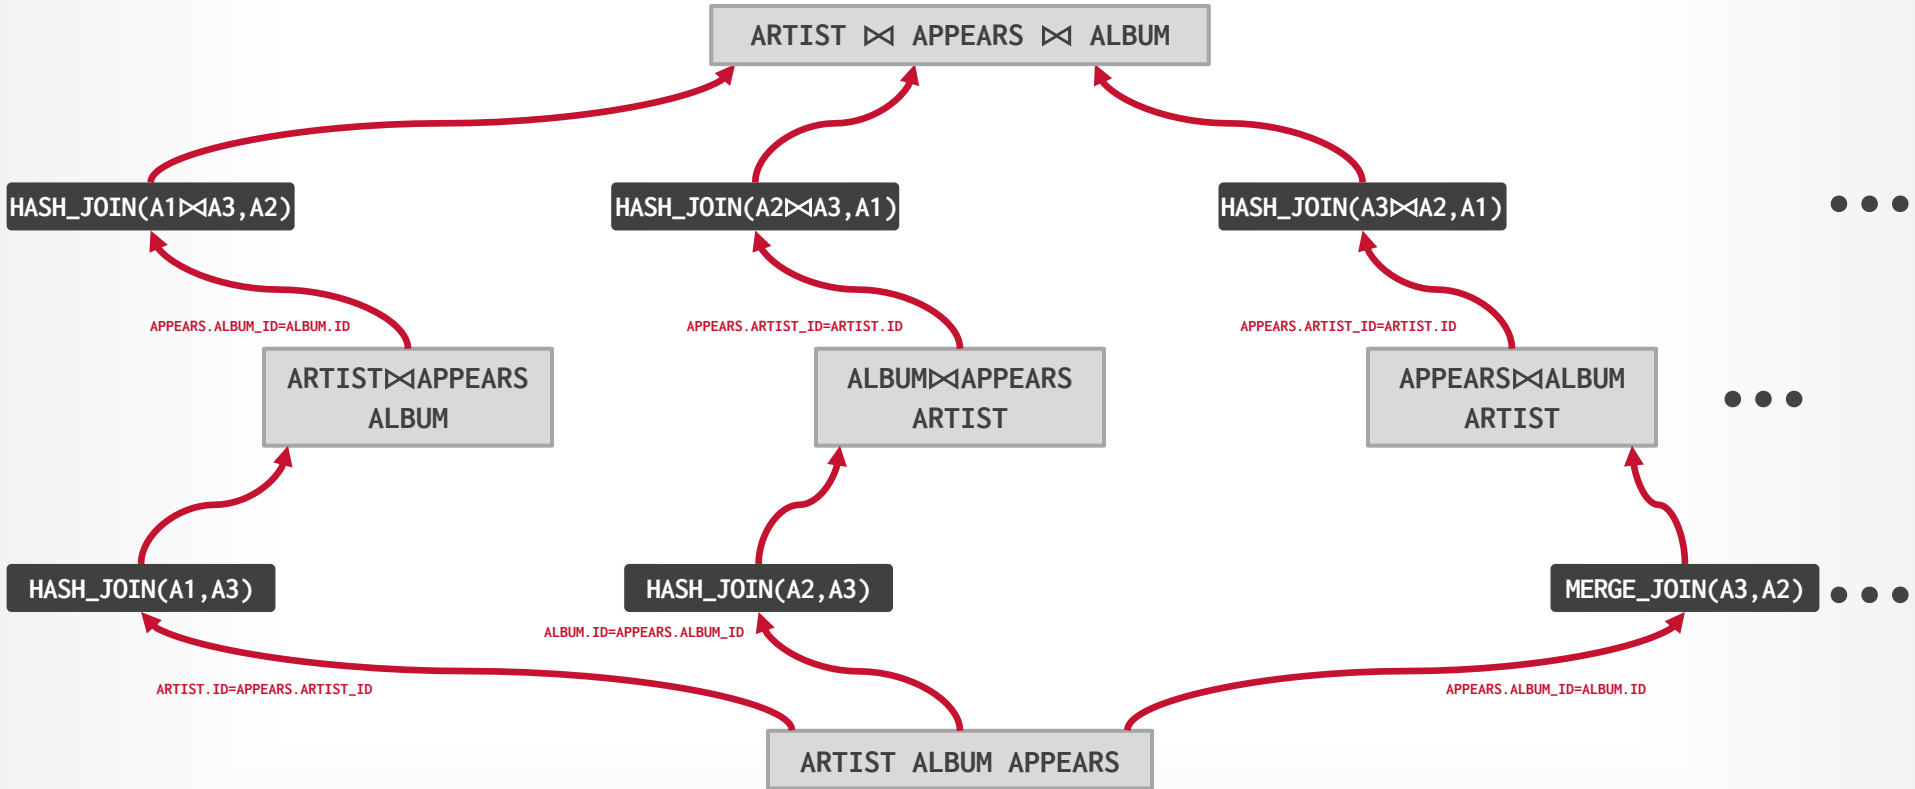 ARTIST ⋈ APPEARS ⋈ ALBUM
HASH_JOIN(A1⋈A3,A2)
HASH_JOIN(A2⋈A3,A1)
HASH_JOIN(A3⋈A2,A1)
APPEARS.ALBUM_ID=ALBUM.ID
APPEARS.ARTIST_ID=ARTIST.ID
APPEARS.ARTIST_ID=ARTIST.ID
ARTIST⋈APPEARS
ALBUM
ALBUM⋈APPEARS
ARTIST
APPEARS⋈ALBUM
ARTIST
HASH_JOIN(A1,A3)
HASH_JOIN(A2,A3)
MERGE_JOIN(A3,A2)
ALBUM.ID=APPEARS.ALBUM_ID
ARTIST.ID=APPEARS.ARTIST_ID
APPEARS.ALBUM_ID=ALBUM.ID
ARTIST ALBUM APPEARS